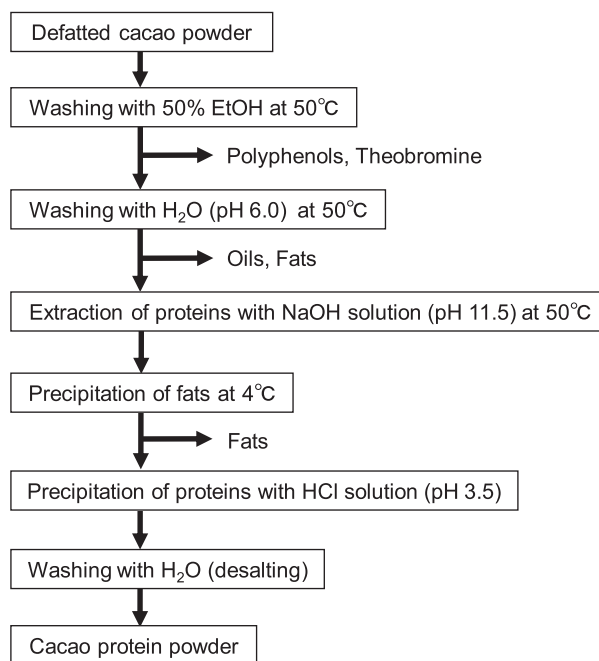 Defatted cacao powder
Washing with 50% EtOH at 50℃
Polyphenols, Theobromine
Washing with H₂O (pH 6.0) at 50℃
Oils, Fats
Extraction of proteins with NaOH solution (pH 11.5) at 50℃
Precipitation of fats at 4℃
Fats
Precipitation of proteins with HCl solution (pH 3.5)
Washing with H₂O (desalting)
Cacao protein powder